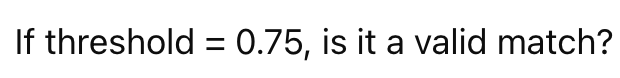 If threshold = 0.75, is it a valid match?